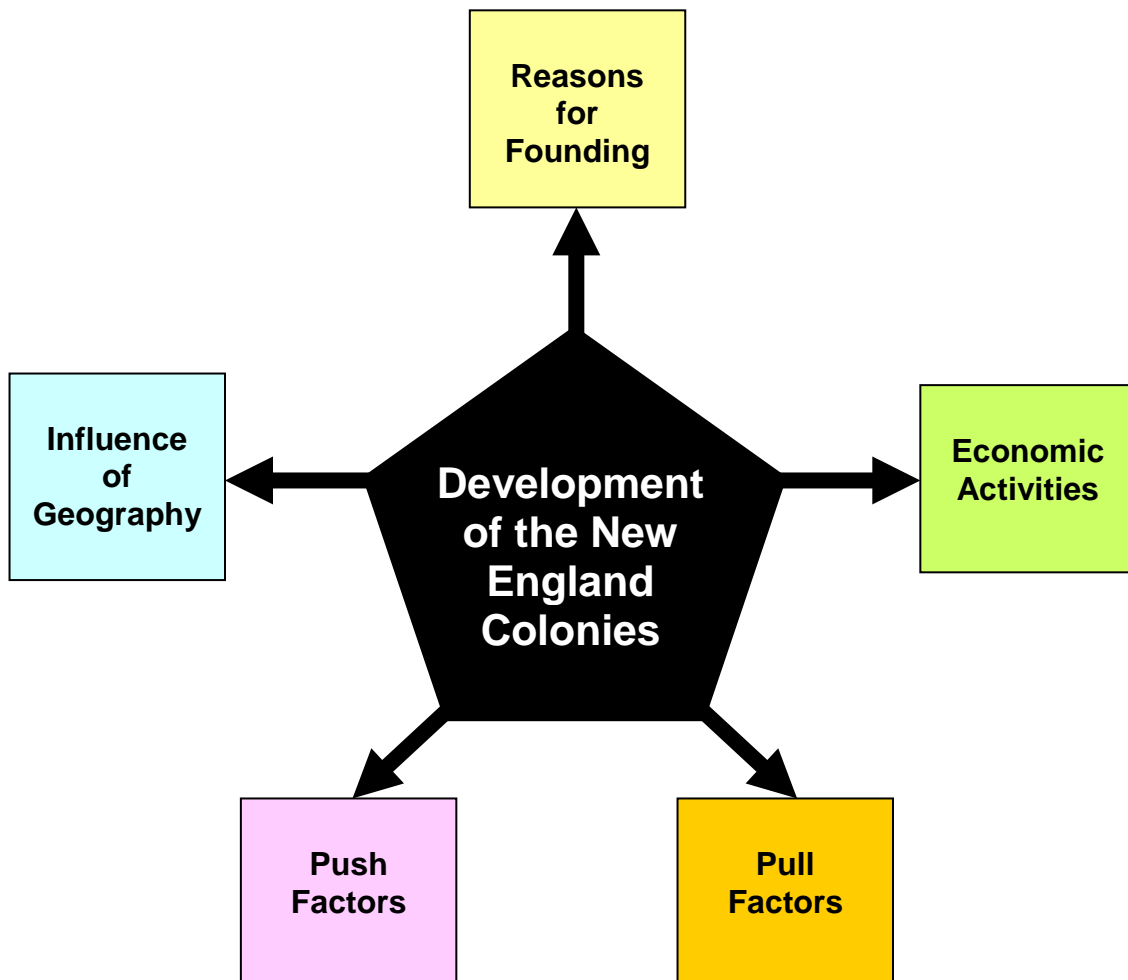 Reasons
for
Founding
Influence
of
Geography
Development
of the New
England
Colonies
Economic
Activities
Push
Factors
Pull
Factors